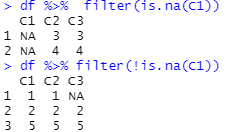 > df %>%  filter(is.na(C1))
  C1 C2 C3
1 NA  3  3
2 NA  4  4
> df %>% filter(!is.na(C1))
  C1 C2 C3
1  1  1 NA
2  2  2  2
3  5  5  5